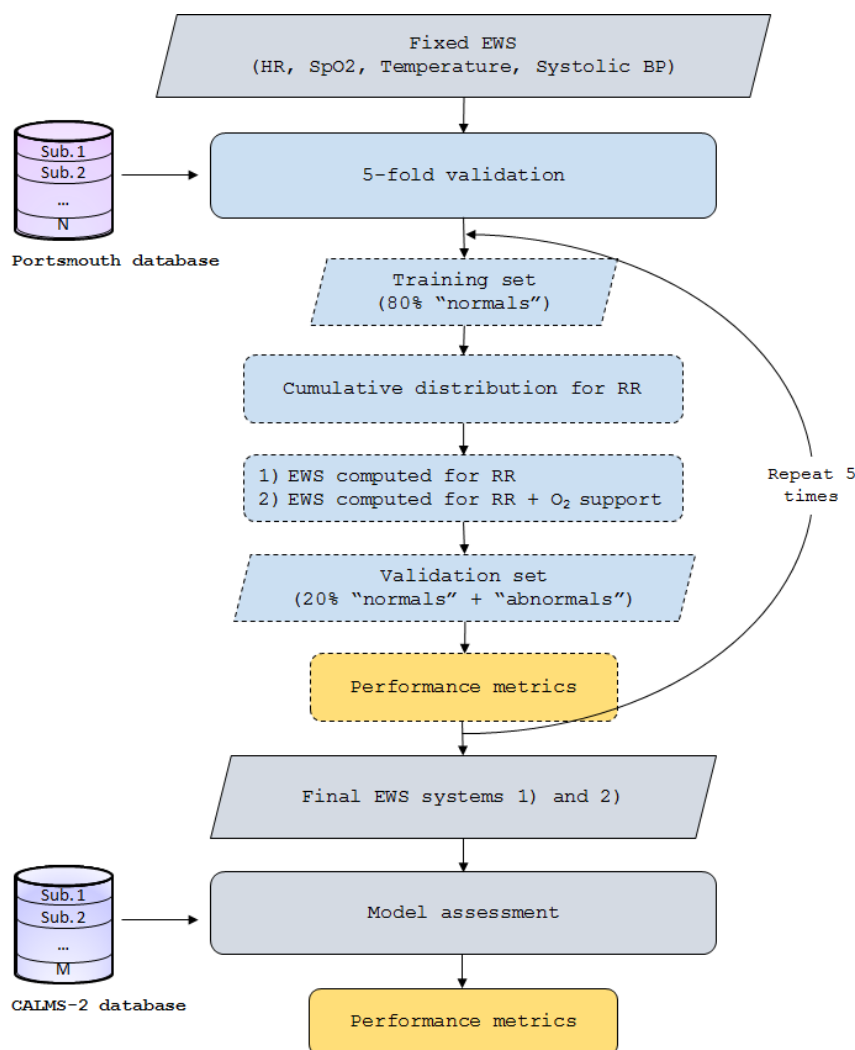 Fixed EWS
(HR, SpO2, Temperature, Systolic BP)
Sub.1
Sub.2
...
N
Portsmouth database
5-fold validation
Training set
(80% “normals”)
Cumulative distribution for RR
1) EWS computed for RR
2) EWS computed for RR + O₂ support
Repeat 5
times
Validation set
(20% “normals” + “abnormals”)
Performance metrics
Final EWS systems 1) and 2)
Sub.1
Sub.2
...
M
CALMS-2 database
Model assessment
Performance metrics